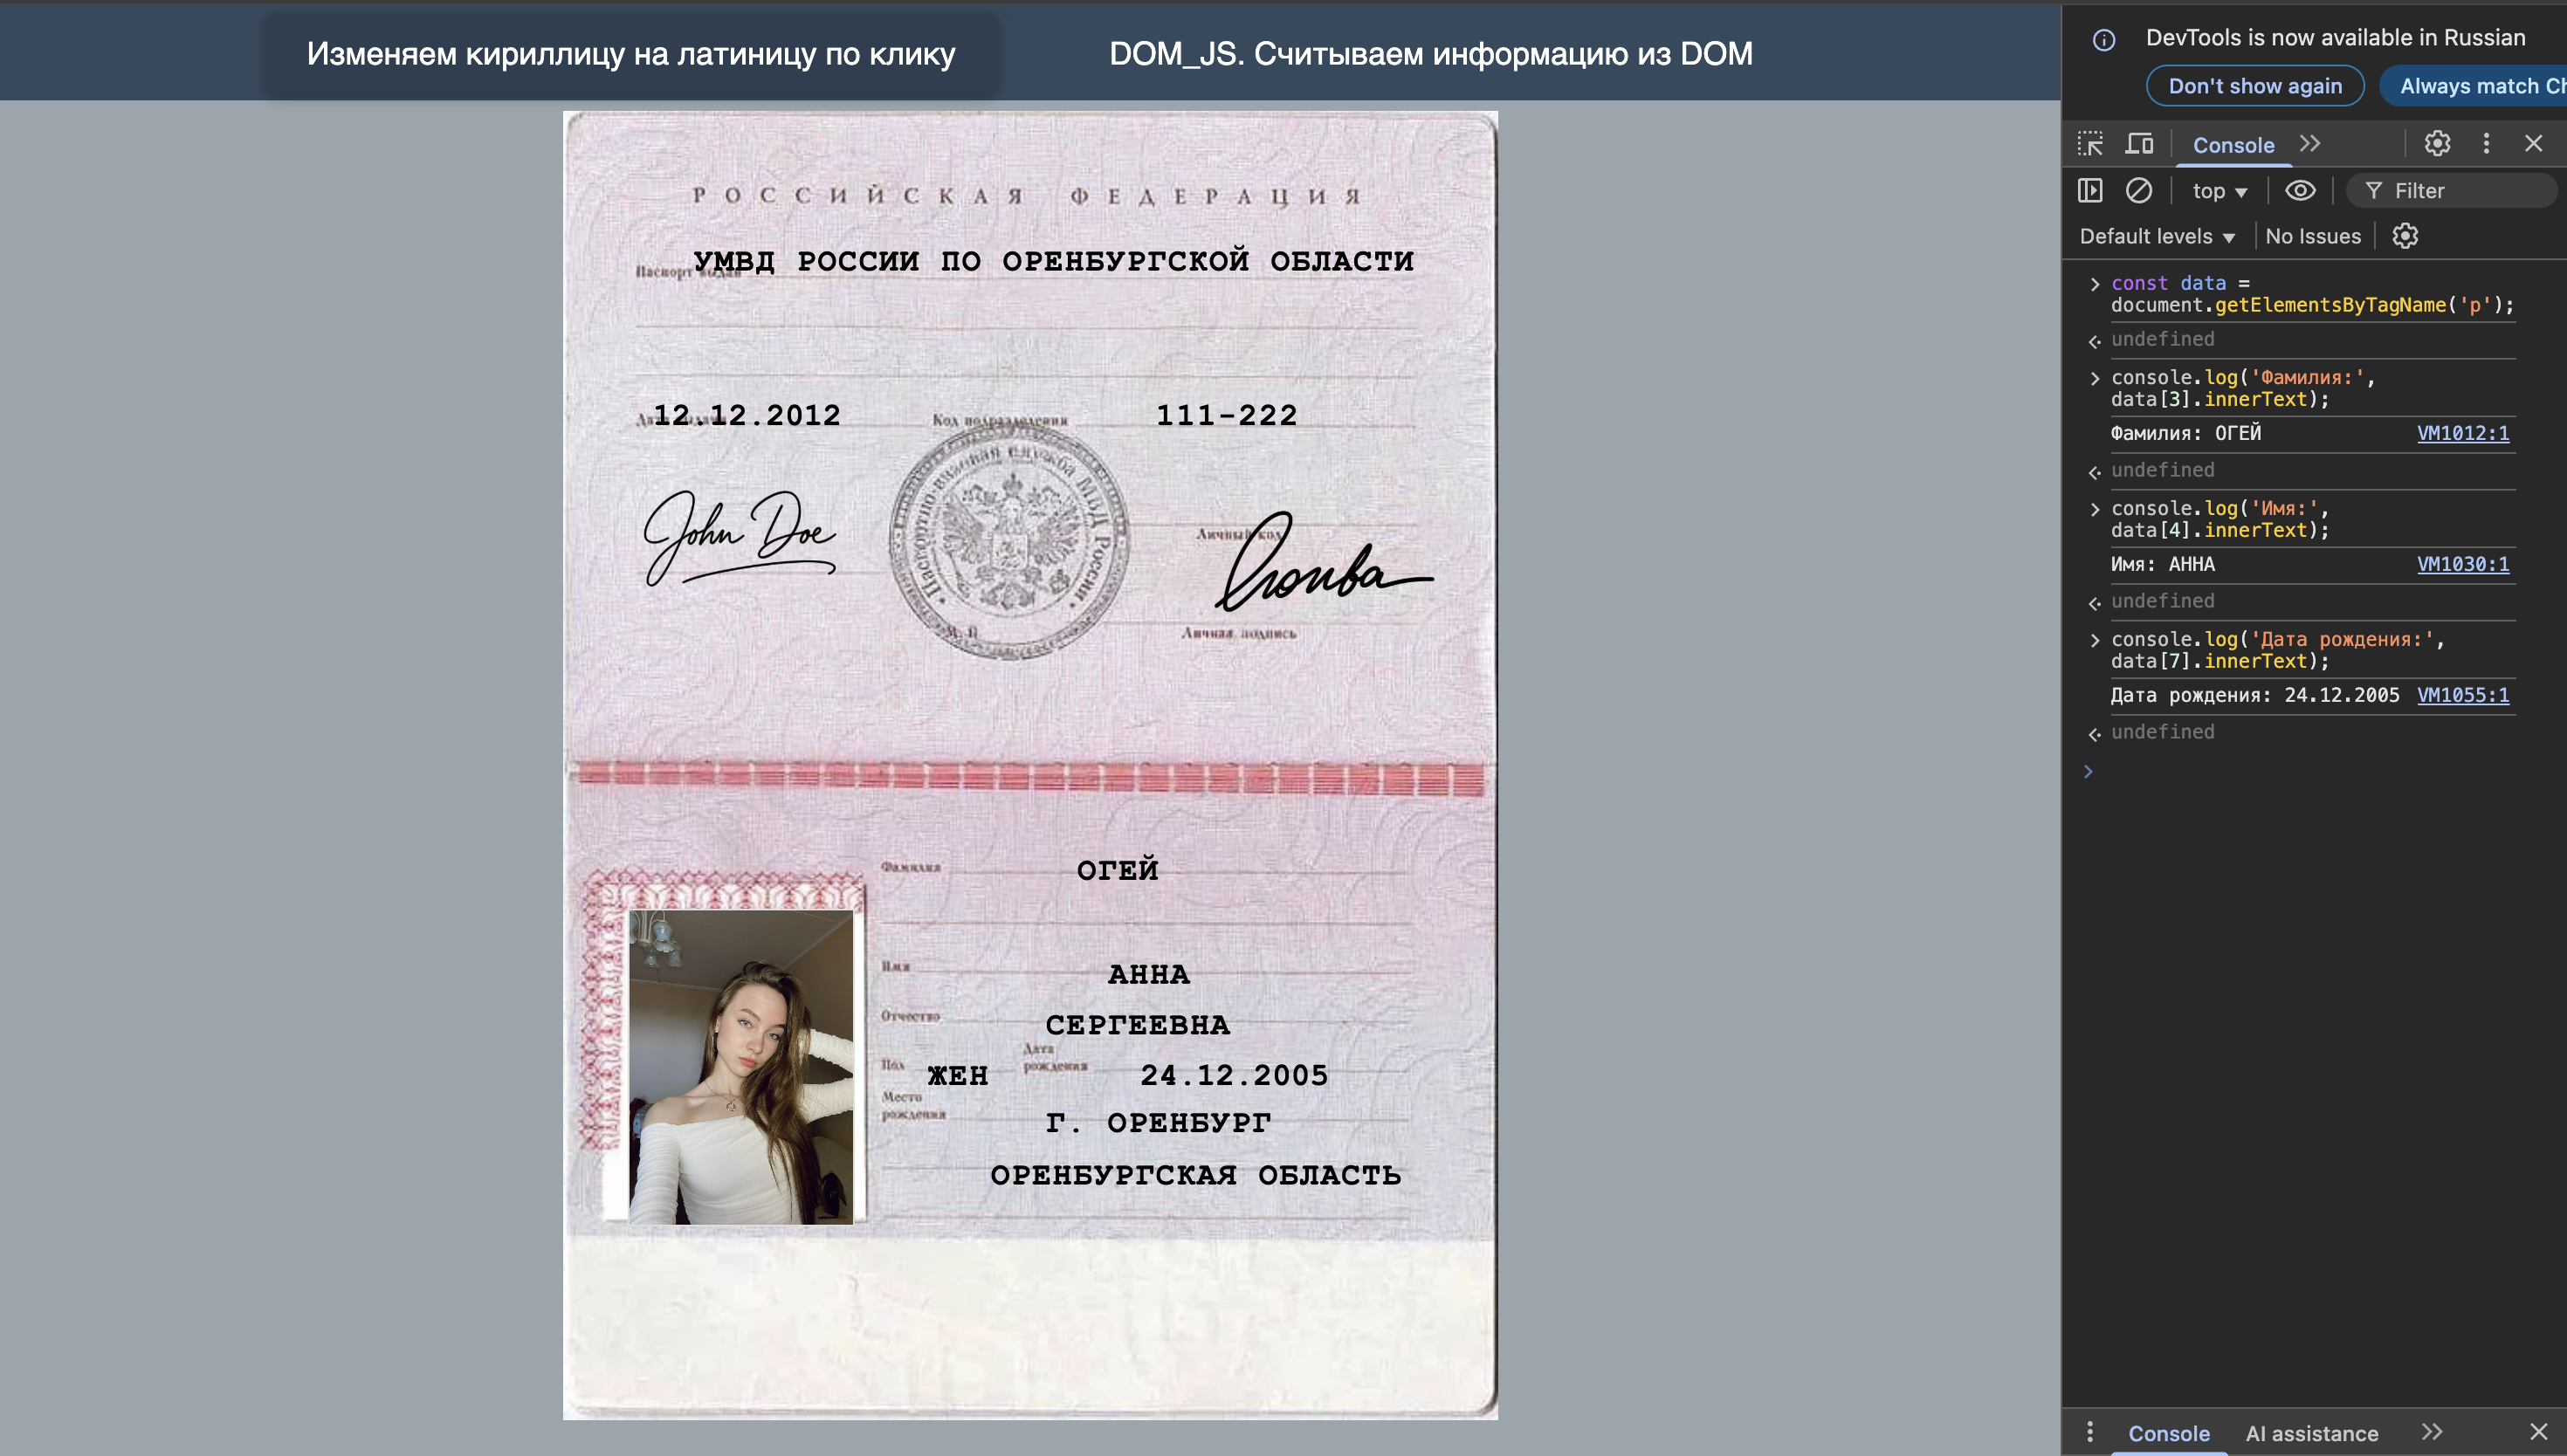 Изменяем кириллицу на латиницу по клику
DOM_JS. Считываем информацию из DOM
РОССИЙСКАЯ ФЕДЕРАЦИЯ
Паспорт выдан
УМВД РОССИИ ПО ОРЕНБУРГСКОЙ ОБЛАСТИ
Дата выдачи
12.12.2012
Код подразделения
111-222
Паспортно-визовая служба МВД России
John Doe
Личный код
М. П.
Личная подпись
Фамилия
ОГЕЙ
Имя
АННА
Отчество
СЕРГЕЕВНА
Пол
ЖЕН
Дата
рождения
24.12.2005
Место
рождения
Г. ОРЕНБУРГ
ОРЕНБУРГСКАЯ ОБЛАСТЬ
DevTools is now available in Russian
Don't show again
Always match Ch
Console
top
Filter
Default levels
No Issues
const data =
document.getElementsByTagName('p');
undefined
console.log('Фамилия:',
data[3].innerText);
Фамилия: ОГЕЙ VM1012:1
undefined
console.log('Имя:',
data[4].innerText);
Имя: АННА VM1030:1
undefined
console.log('Дата рождения:',
data[7].innerText);
Дата рождения: 24.12.2005 VM1055:1
undefined
Console
AI assistance